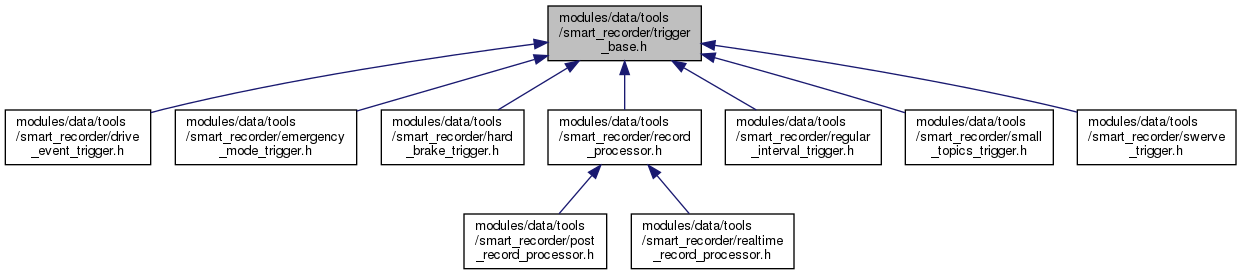 modules/data/tools
/smart_recorder/trigger
_base.h
modules/data/tools
/smart_recorder/drive
_event_trigger.h
modules/data/tools
/smart_recorder/emergency
_mode_trigger.h
modules/data/tools
/smart_recorder/hard
_brake_trigger.h
modules/data/tools
/smart_recorder/record
_processor.h
modules/data/tools
/smart_recorder/regular
_interval_trigger.h
modules/data/tools
/smart_recorder/small
_topics_trigger.h
modules/data/tools
/smart_recorder/swerve
_trigger.h
modules/data/tools
/smart_recorder/post
_record_processor.h
modules/data/tools
/smart_recorder/realtime
_record_processor.h